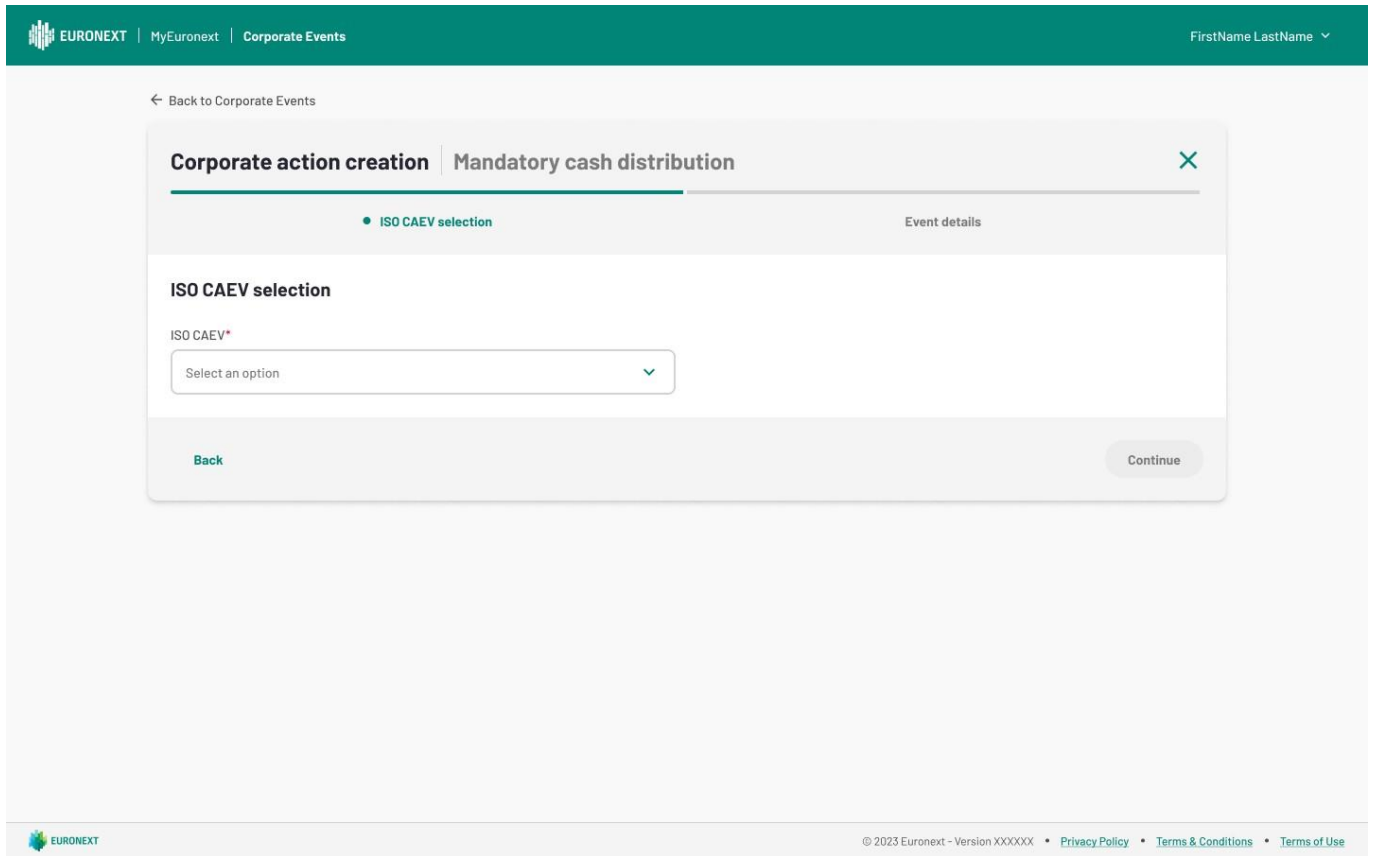 EURONEXT | MyEuronext | Corporate Events FirstName LastName
← Back to Corporate Events
Corporate action creation | Mandatory cash distribution
• ISO CAEV selection Event details
ISO CAEV selection
ISO CAEV*
Select an option
Back Continue
EURONEXT © 2023 Euronext - Version XXXXXX • Privacy Policy • Terms & Conditions • Terms of Use